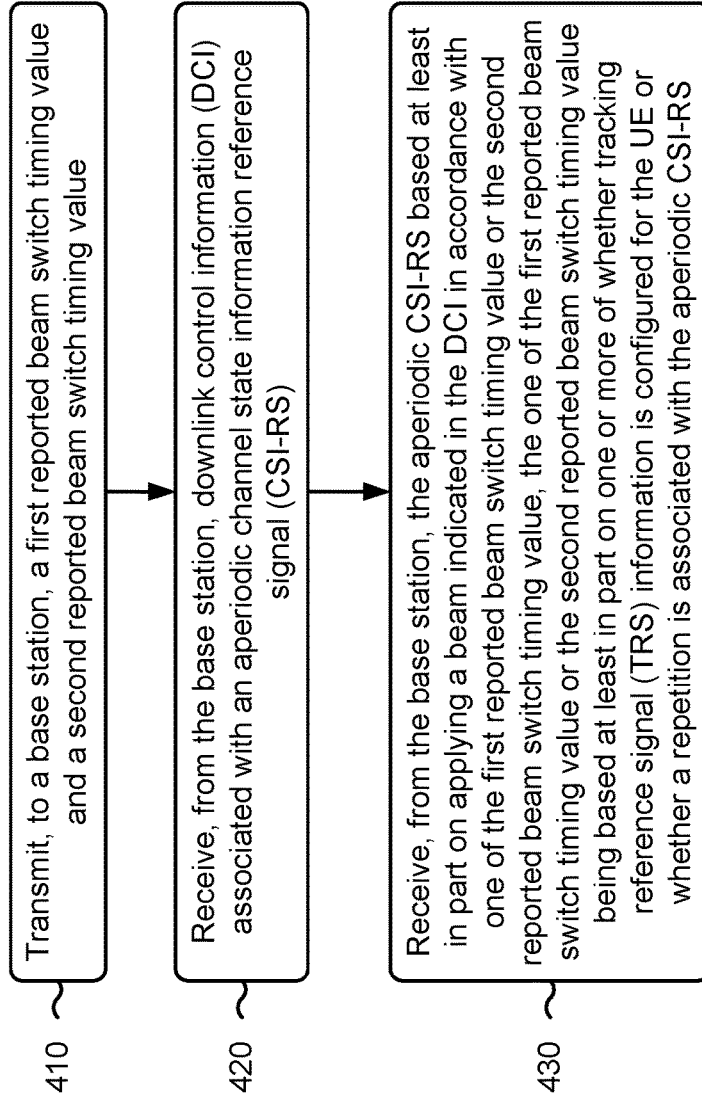 410
Transmit, to a base station, a first reported beam switch timing value
and a second reported beam switch timing value
420
Receive, from the base station, downlink control information (DCI)
associated with an aperiodic channel state information reference
signal (CSI-RS)
430
Receive, from the base station, the aperiodic CSI-RS based at least
in part on applying a beam indicated in the DCI in accordance with
one of the first reported beam switch timing value or the second
reported beam switch timing value, the one of the first reported beam
switch timing value or the second reported beam switch timing value
being based at least in part on one or more of whether tracking
reference signal (TRS) information is configured for the UE or
whether a repetition is associated with the aperiodic CSI-RS